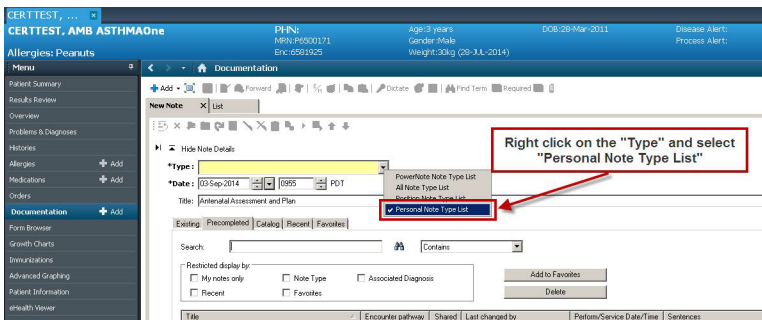 CERTTEST, ...
CERTTEST, AMB ASTHMAOne
PHN:
Age:3 years
DOB:28-Mar-2011
Disease Alert:
MRN:P6500171
Gender:Male
Process Alert:
Allergies: Peanuts
Enc:6581925
Weight:30kg (28-JUL-2014)
Menu
Documentation
Patient Summary
Results Review
Overview
Problems & Diagnoses
Histories
Allergies + Add
Medications + Add
Orders
Documentation + Add
Form Browser
Growth Charts
Immunizations
Advanced Graphing
Patient Information
eHealth Viewer
Add
Forward
Dictate
Find Term
Required
New Note X List
Hide Note Details
*Type :
*Date : 03-Sep-2014 0955 PDT
Title: Antenatal Assessment and Plan
PowerNote Note Type List
All Note Type List
Position Note Type List
Personal Note Type List
Right click on the "Type" and select
"Personal Note Type List"
Existing Precompleted Catalog Recent Favorites
Search: Contains
Restricted display by:
My notes only Note Type Associated Diagnosis
Recent Favorites
Add to Favorites
Delete
Title Encounter pathway Shared Last changed by Perform/Service Date/Time Sentences